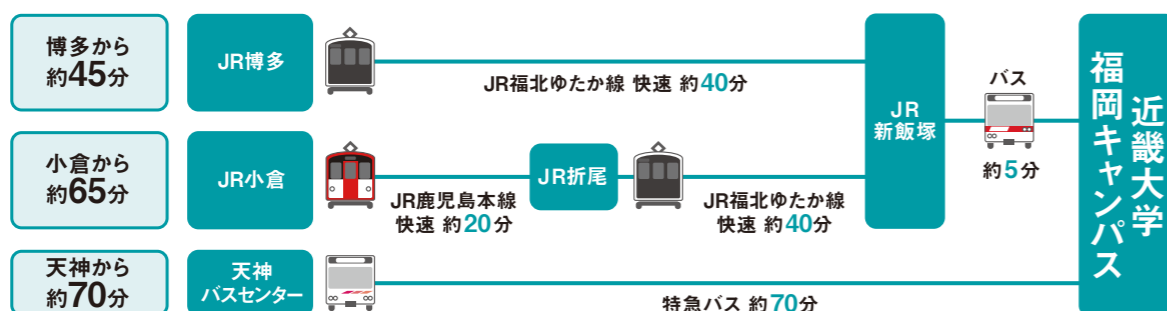 博多から
約45分
JR博多
JR福北ゆたか線 快速 約40分
小倉から
約65分
JR小倉
JR鹿児島本線
快速 約20分
JR折尾
JR福北ゆたか線
快速 約40分
JR
新飯塚
バス
約5分
天神から
約70分
天神
バスセンター
特急バス 約70分
近畿大学
福岡キャンパス